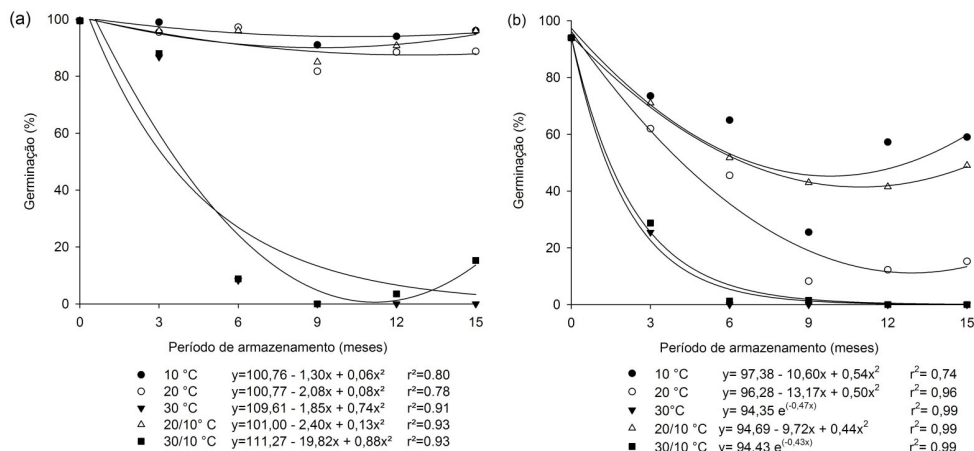 (a)
100
80
60
40
20
0
Germinação (%)
0 3 6 9 12 15
Período de armazenamento (meses)
10 °C y=100,76 - 1,30x + 0,06x² r²=0.80
20 °C y=100,77 - 2,08x + 0,08x² r²=0.78
30 °C y=109,61 - 1,85x + 0,74x² r²=0.91
20/10° C y=101,00 - 2,40x + 0,13x² r²=0.93
30/10 °C y=111,27 - 19,82x + 0,88x² r²=0.93
(b)
100
80
60
40
20
0
Germinação (%)
0 3 6 9 12 15
Período de armazenamento (meses)
10 °C y= 97,38 - 10,60x + 0,54x² r²= 0,74
20 °C y= 96,28 - 13,17x + 0,50x² r²= 0,96
30°C y= 94,35 e(-0,47x) r²= 0,99
20/10 °C y= 94,69 - 9,72x + 0,44x² r²= 0,99
30/10 °C y= 94,43 e(-0,43x) r²= 0,99